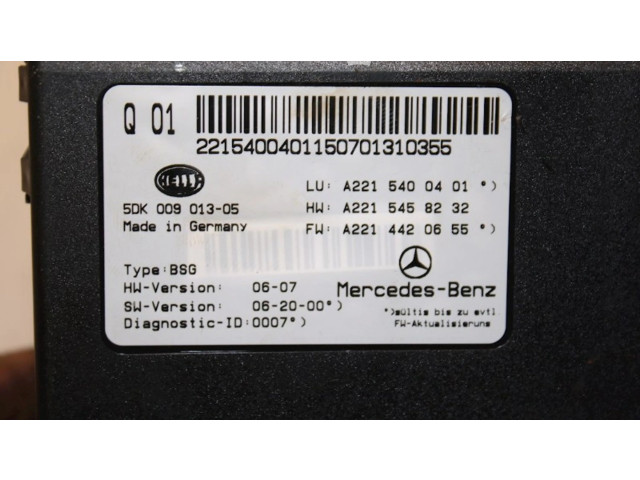 Q 01
2215400401150701310355
LU: A221 540 04 01 *)
5DK 009 013-05 HW: A221 545 82 32
Made in Germany FW: A221 442 06 55 *)
Type:BSG
HW-Version: 06-07 Mercedes-Benz
SW-Version: 06-20-00*) *)gültis bis zu evtl
Diagnostic-ID:0007*) FW-Aktualisierung